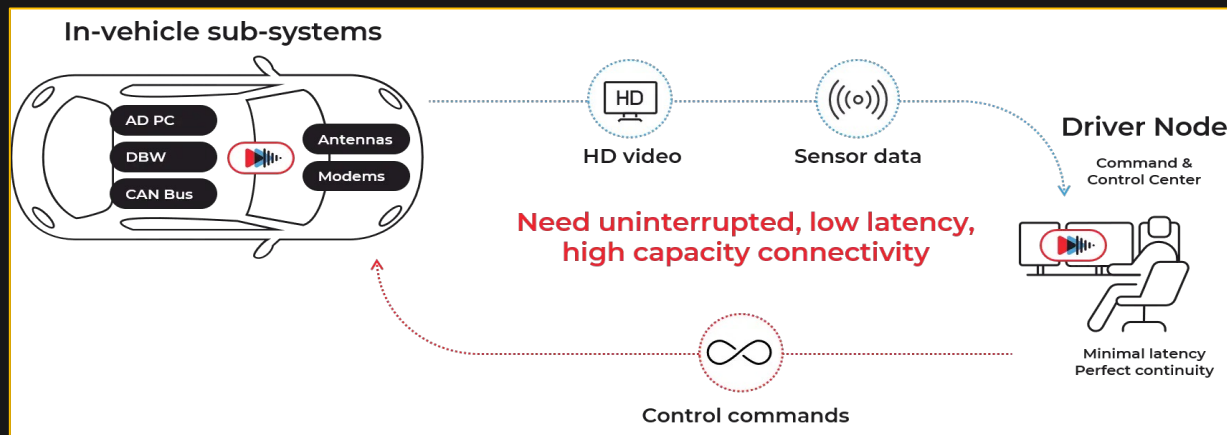 In-vehicle sub-systems
AD PC
DBW
CAN Bus
Antennas
Modems
HD
HD video
Sensor data
Driver Node
Command &
Control Center
Need uninterrupted, low latency,
high capacity connectivity
Minimal latency
Perfect continuity
Control commands